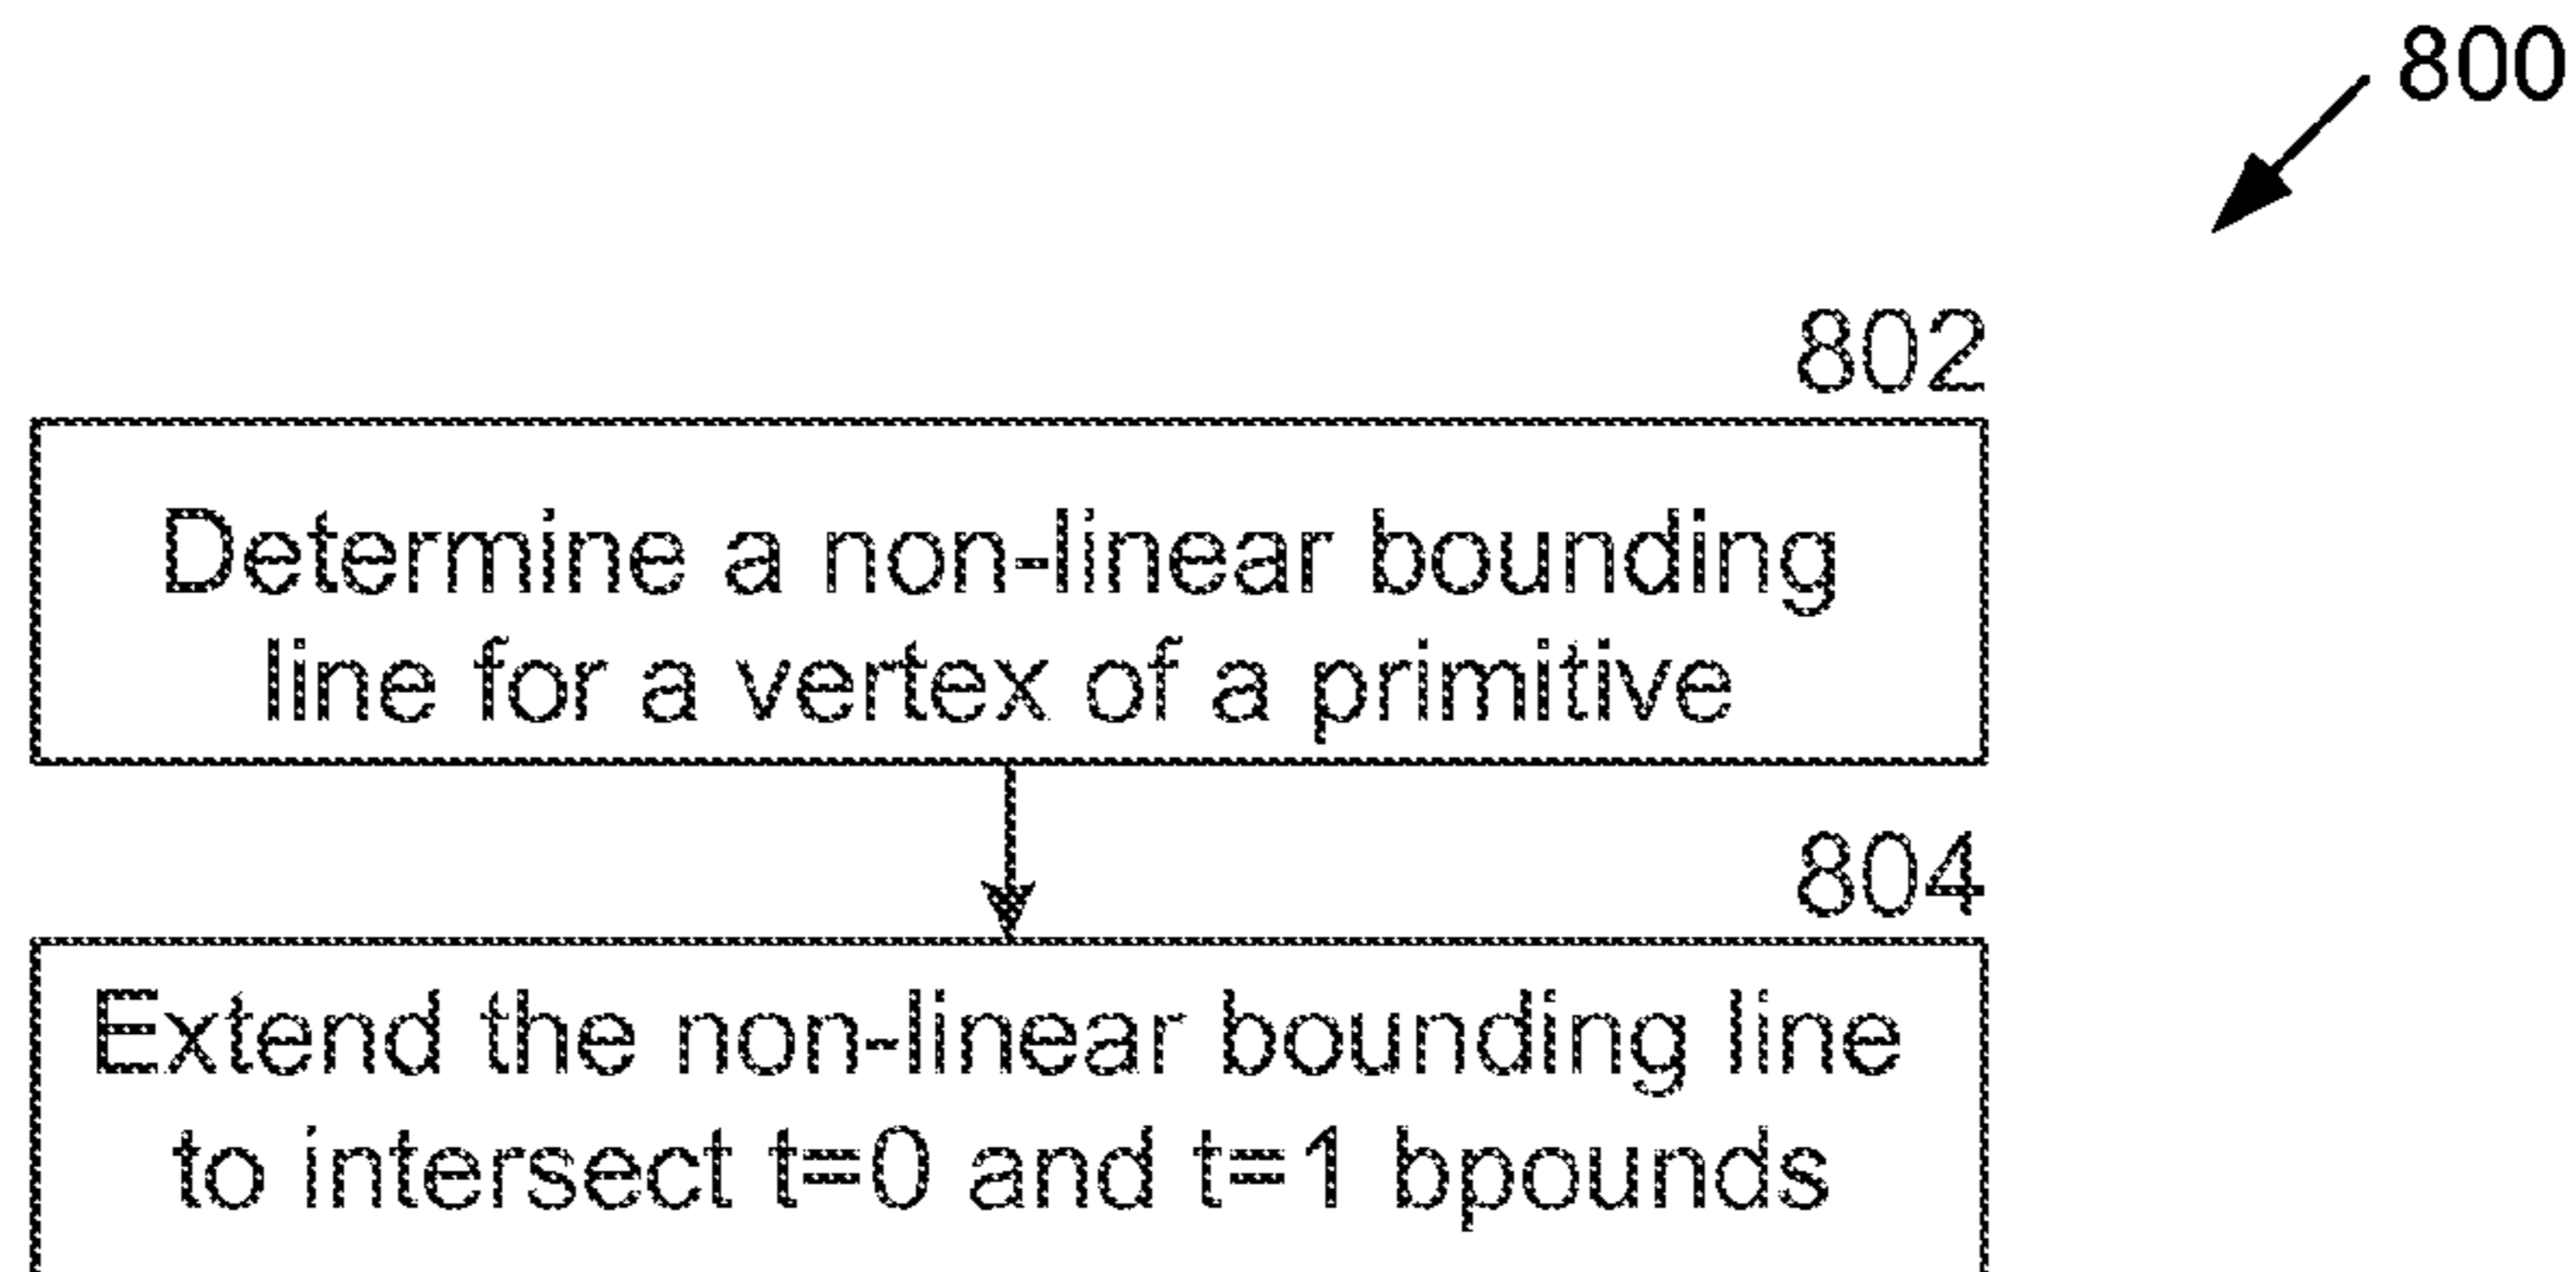 800
802
Determine a non-linear bounding
line for a vertex of a primitive
804
Extend the non-linear bounding line
to intersect t=0 and t=1 bpounds